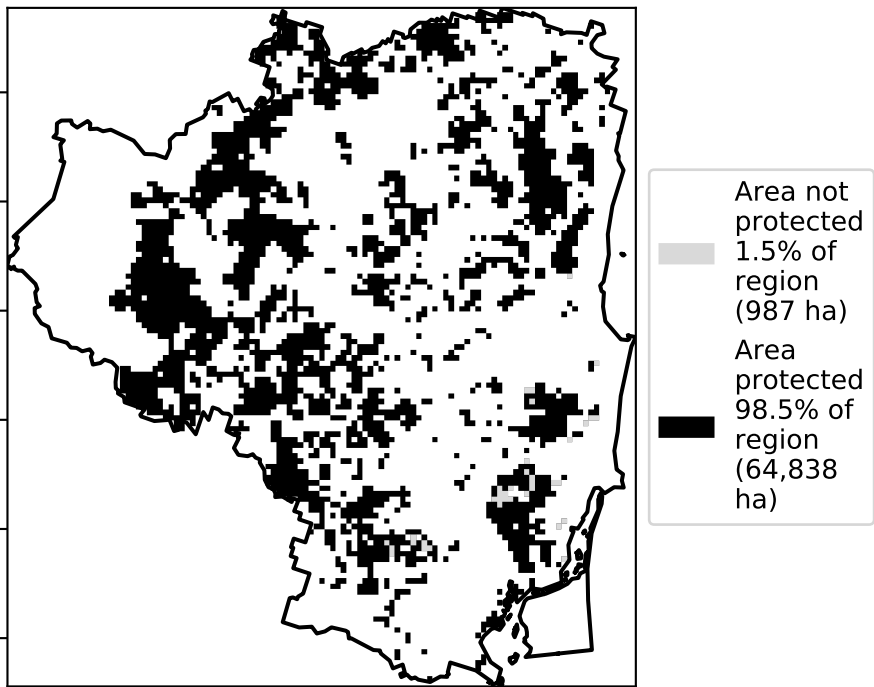 Area not
protected
1.5% of
region
(987 ha)
Area
protected
98.5% of
region
(64,838
ha)